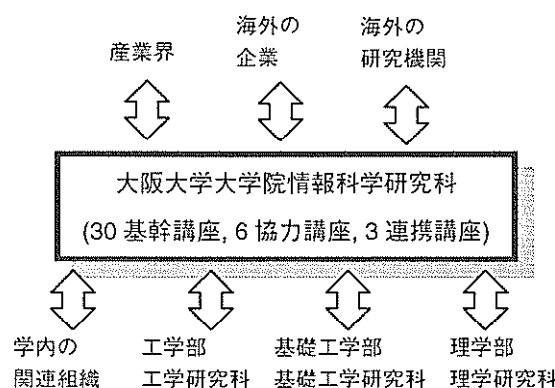 産業界
海外の
企業
海外の
研究機関
大阪大学大学院情報科学研究科
(30 基幹講座, 6 協力講座, 3 連携講座)
学内の
関連組織
工学部
工学研究科
基礎工学部
基礎工学研究科
理学部
理学研究科